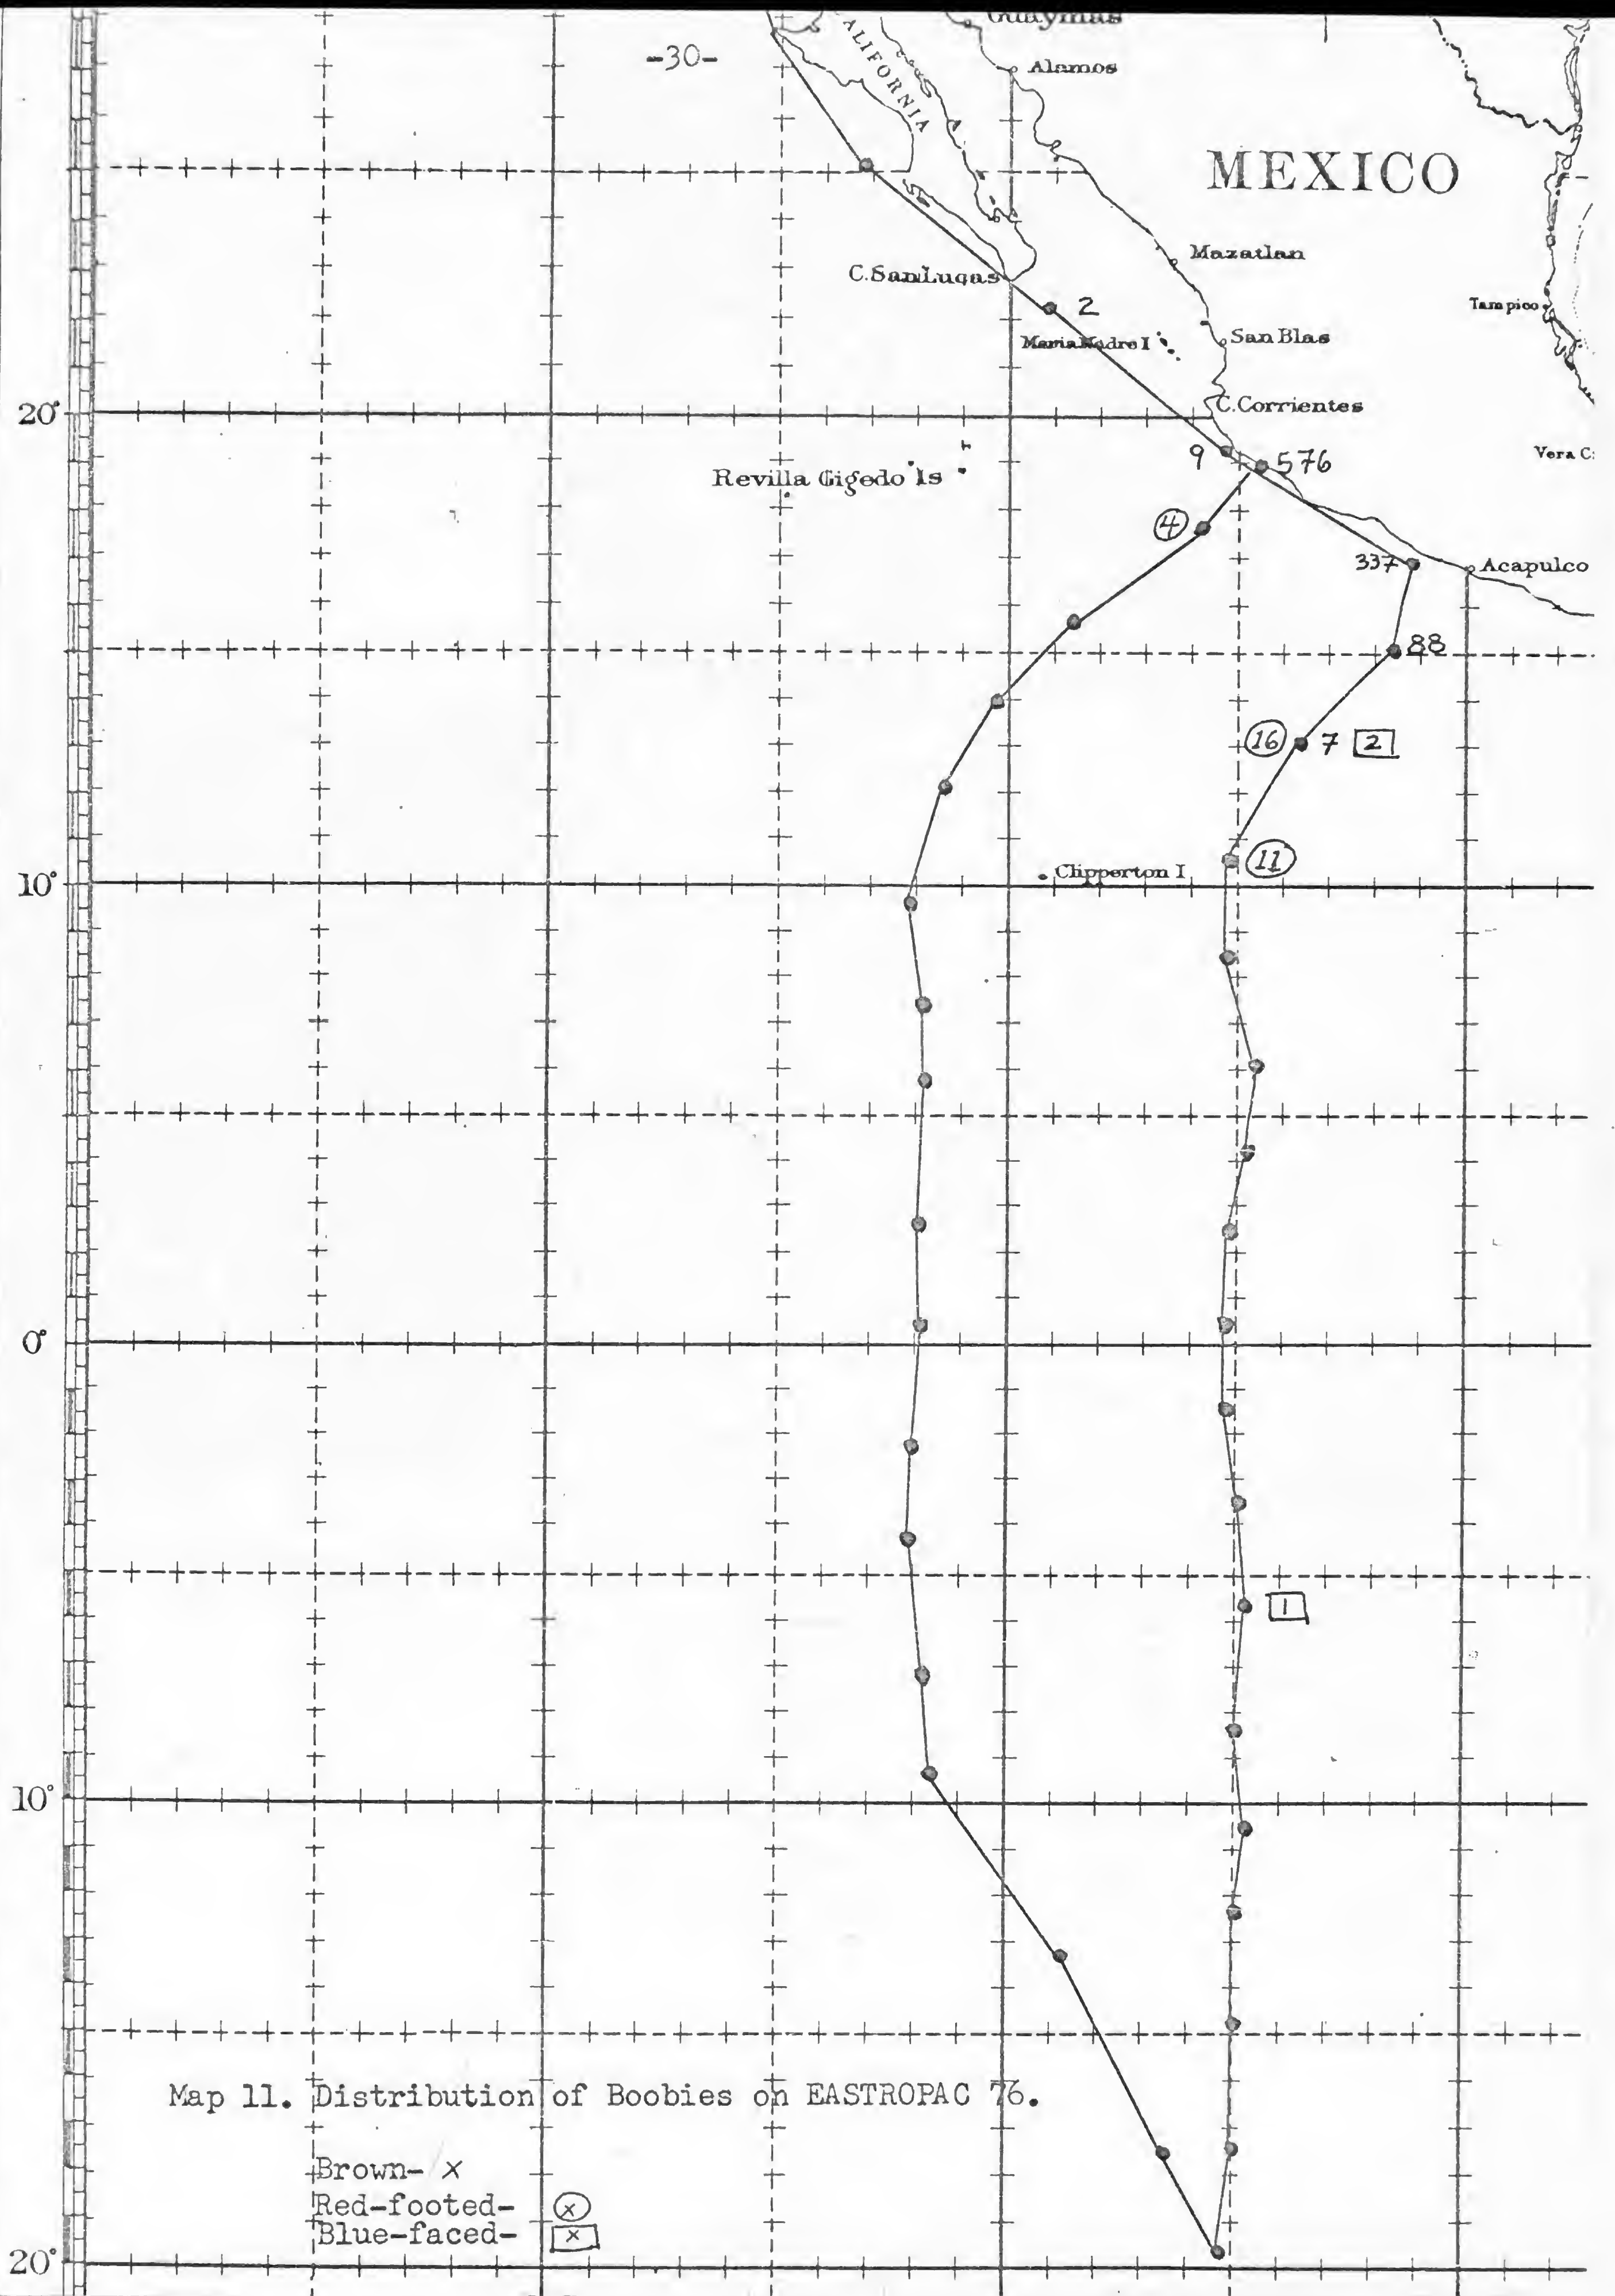 Guaymas
-30-
ALIFORNIA
Alamos
MEXICO
Mazatlan
C.SanLucas
2
Tampico
Maria Madre I
San Blas
20°
C.Corrientes
9
576
Vera C
Revilla Gigedo Is
4
337
Acapulco
88
16 7 2
11
10°
Clipperton I
0°
1
10°
Map 11. Distribution of Boobies on EASTROPAC 76.
Brown- x
Red-footed- x
Blue-faced- x
20°